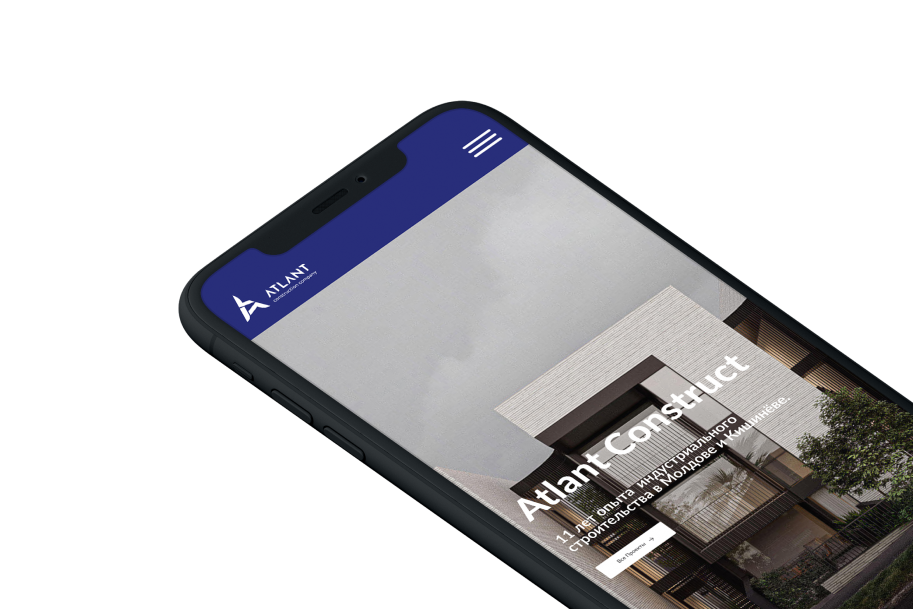 ATLANT
construction company
Atlant Construct
11 лет опыта индустриального
строительства в Молдове и Кишинёве.
Все Проекты →